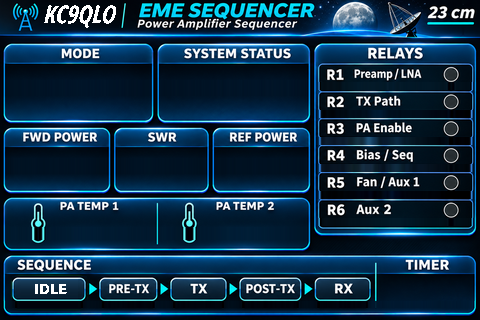 KC9QLO
EME SEQUENCER
Power Amplifier Sequencer
23 cm
MODE
SYSTEM STATUS
RELAYS
R1 Preamp / LNA
R2 TX Path
R3 PA Enable
R4 Bias / Seq
R5 Fan / Aux 1
R6 Aux 2
FWD POWER
SWR
REF POWER
PA TEMP 1
PA TEMP 2
SEQUENCE
TIMER
IDLE
PRE-TX
TX
POST-TX
RX